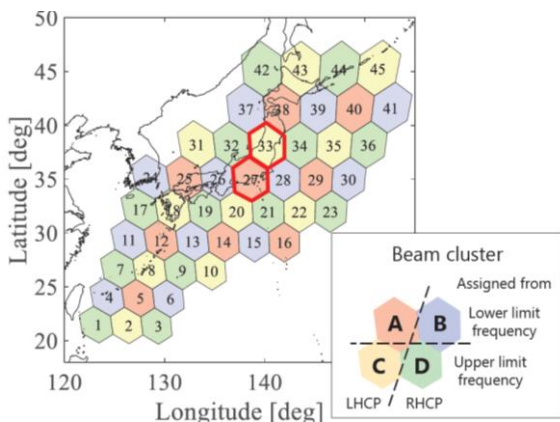 50
45
40
35
30
25
20
Latitude [deg]
42 43 44 45
37 38 39 40 41
31 32 33 34 35 36
24 25 26 27 28 29 30
17 18 19 20 21 22 23
11 12 13 14 15 16
7 8 9 10
4 5 6
1 2 3
120 130 140
Longitude [deg]
Beam cluster
Assigned from
A B Lower limit
frequency
C D Upper limit
frequency
LHCP RHCP